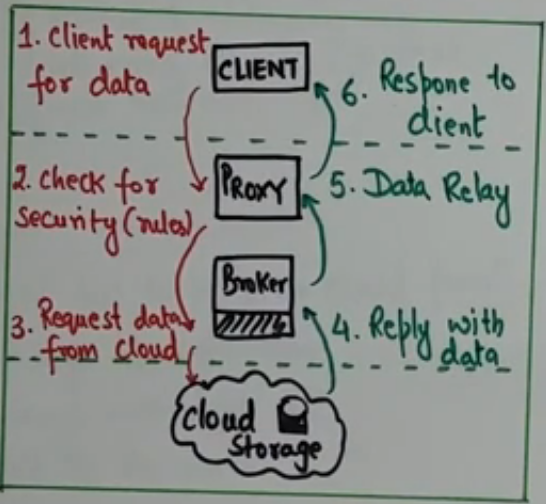 1. Client request
for data
CLIENT
6. Respone to
client
2. Check for
security (rules)
PROXY
5. Data Relay
Broker
3. Request data
from cloud
4. Reply with
data
Cloud
Storage